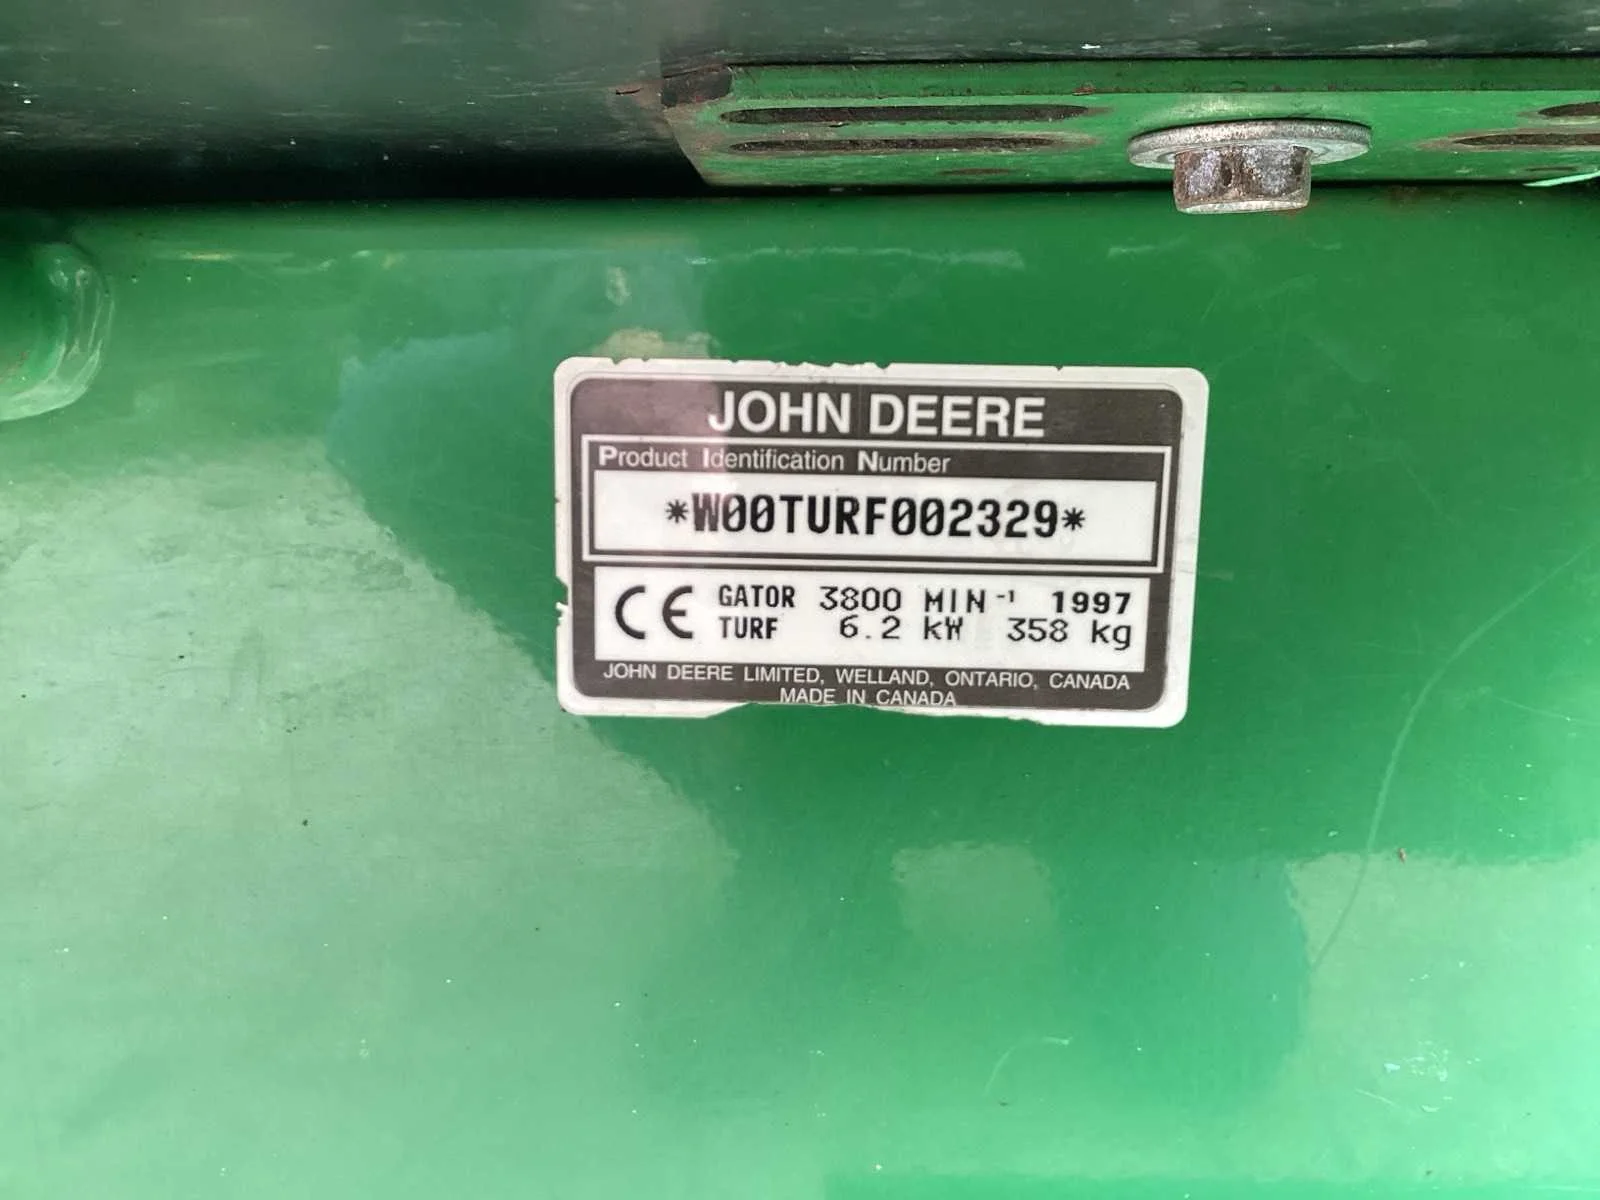 JOHN DEERE
Product Identification Number
*W00TURF002329*
CE GATOR 3800 MIN⁻¹ 1997
TURF 6.2 kW 358 kg
JOHN DEERE LIMITED, WELLAND, ONTARIO, CANADA
MADE IN CANADA